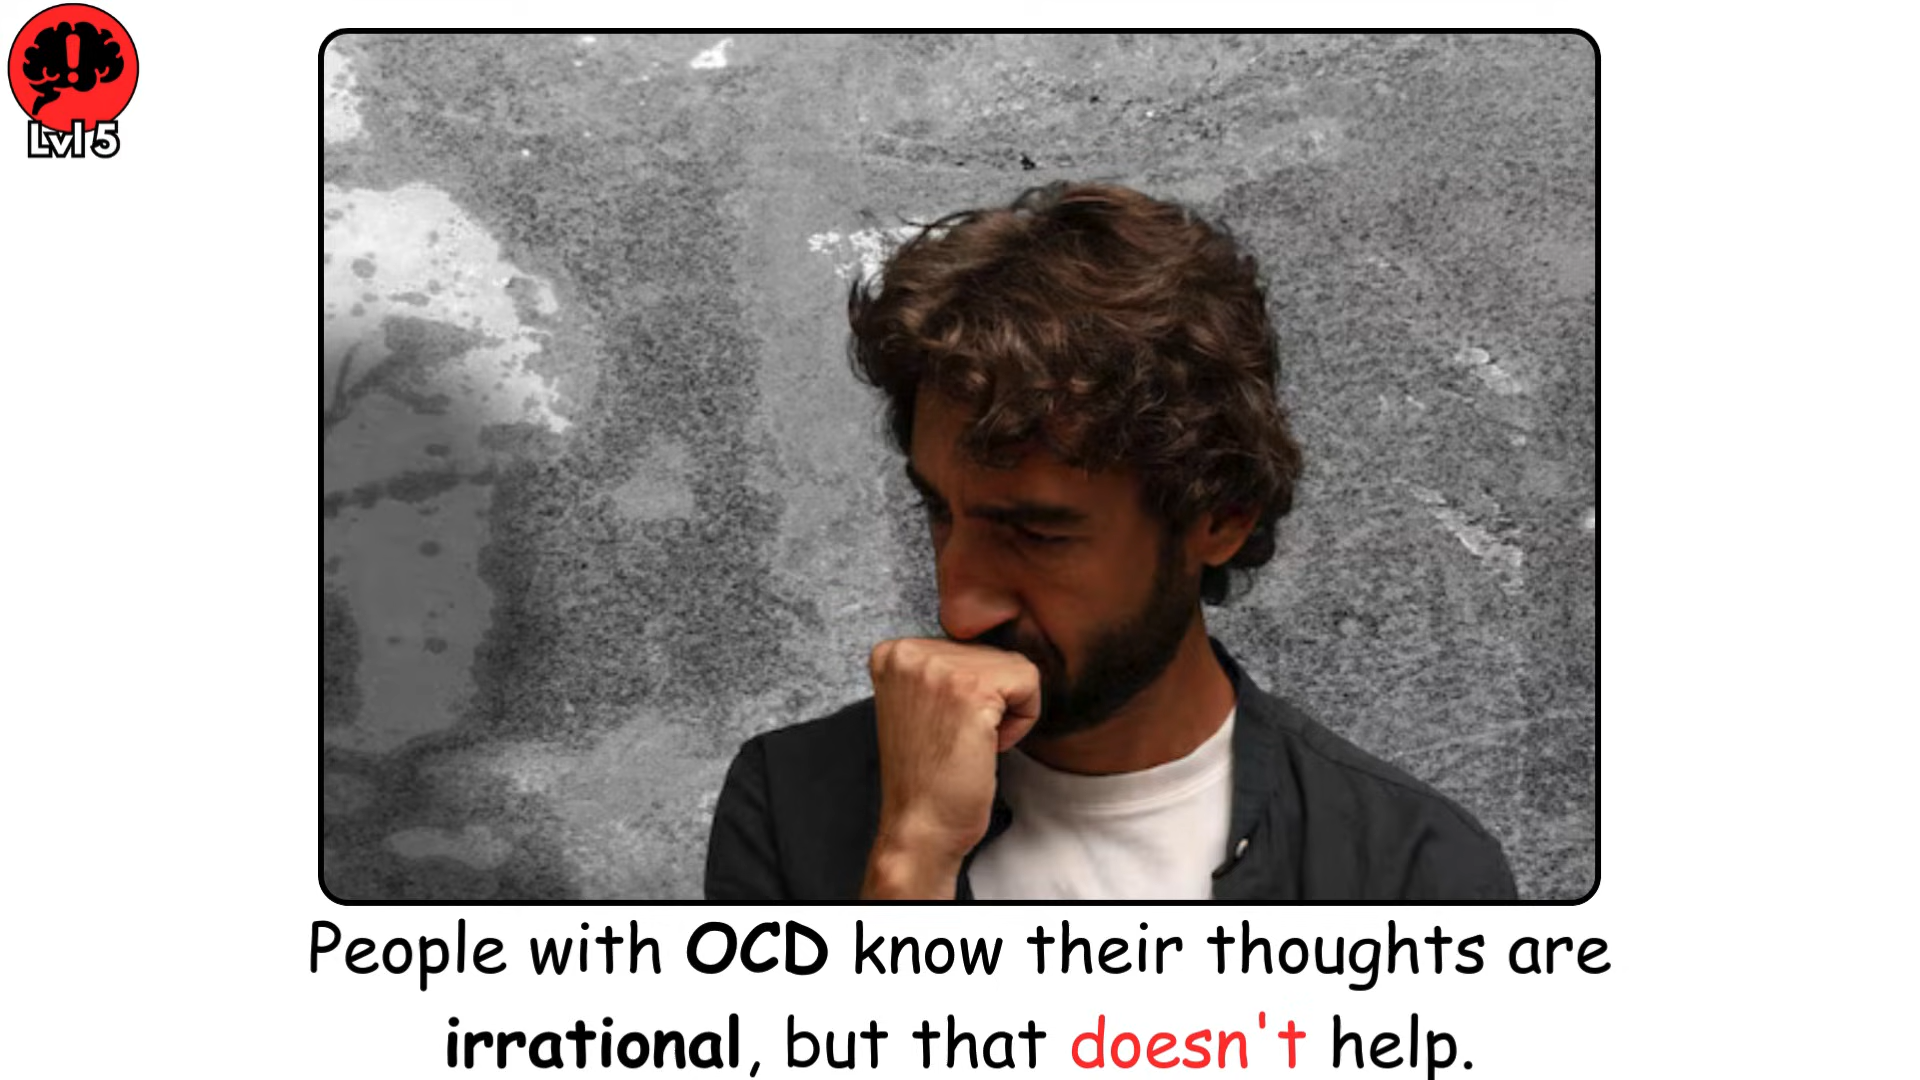 Lvl 5
People with OCD know their thoughts are
irrational, but that doesn't help.